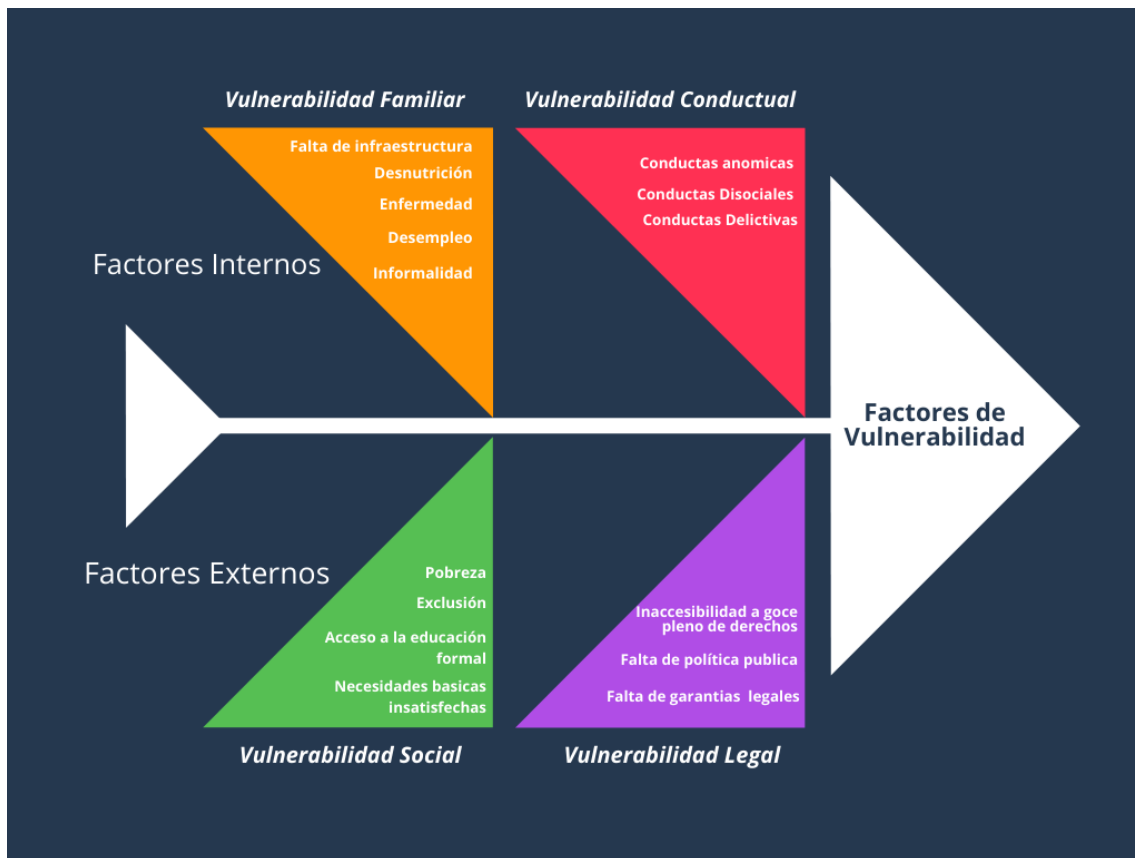 Vulnerabilidad Familiar
Falta de infraestructura
Desnutrición
Enfermedad
Desempleo
Informalidad
Vulnerabilidad Conductual
Conductas anomicas
Conductas Disociales
Conductas Delictivas
Factores Internos
Factores de
Vulnerabilidad
Factores Externos
Pobreza
Exclusión
Acceso a la educación
formal
Necesidades basicas
insatisfechas
Vulnerabilidad Social
Inaccesibilidad a goce
pleno de derechos
Falta de política publica
Falta de garantias legales
Vulnerabilidad Legal